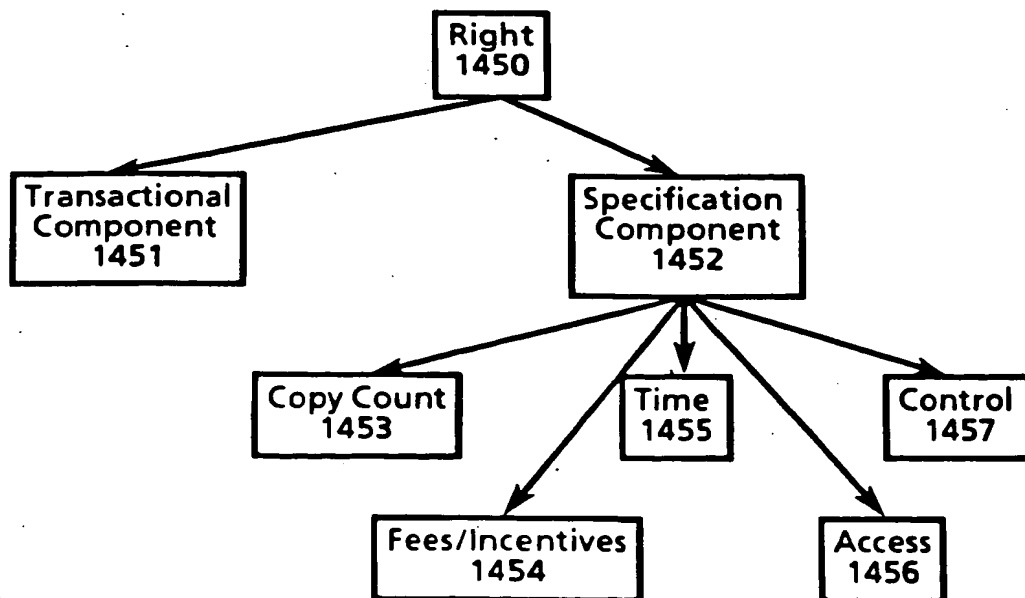 Right
1450
Transactional
Component
1451
Specification
Component
1452
Copy Count
1453
Time
1455
Control
1457
Fees/Incentives
1454
Access
1456